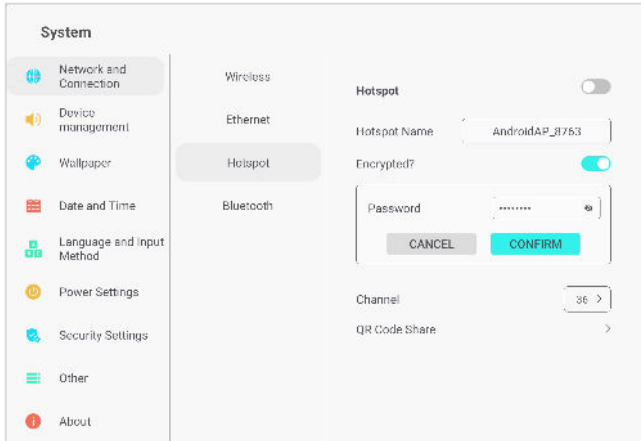 System
Network and
Connection
Device
management
Wallpaper
Date and Time
Language and Input
Method
Power Settings
Security Settings
Other
About
Wireless
Ethernet
Hotspot
Bluetooth
Hotspot
Hotspot Name
AndroidAP_8763
Encrypted?
Password
••••••••
CANCEL
CONFIRM
Channel
36 >
QR Code Share
>